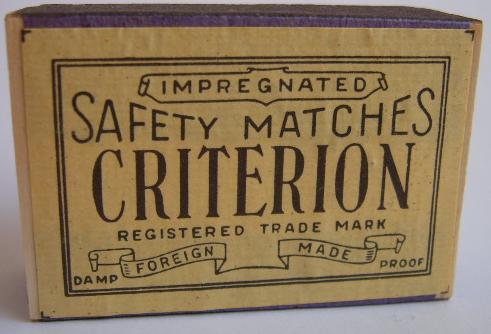 IMPREGNATED
SAFETY MATCHES
CRITERION
REGISTERED TRADE MARK
FOREIGN MADE
DAMP PROOF